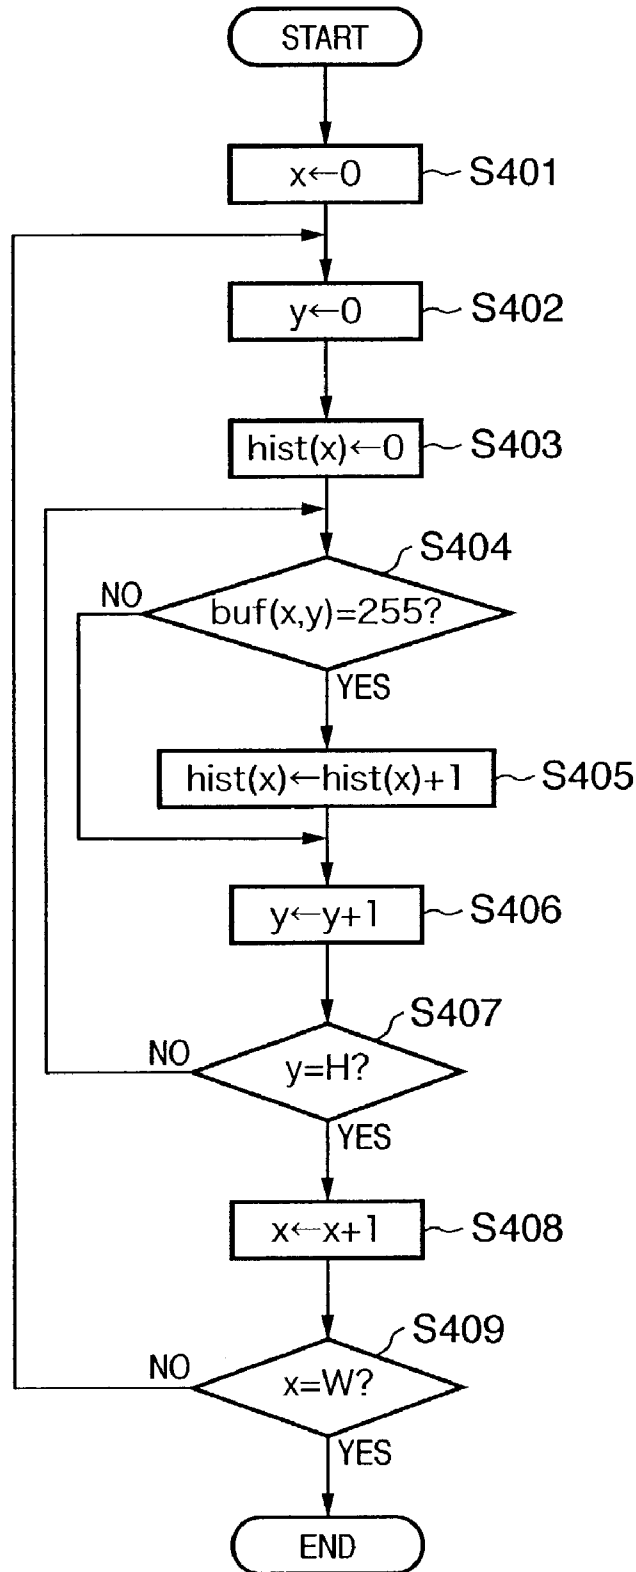 START
x←0 S401
y←0 S402
hist(x)←0 S403
S404
NO
buf(x,y)=255?
YES
hist(x)←hist(x)+1 S405
y←y+1 S406
S407
NO
y=H?
YES
x←x+1 S408
S409
NO
x=W?
YES
END